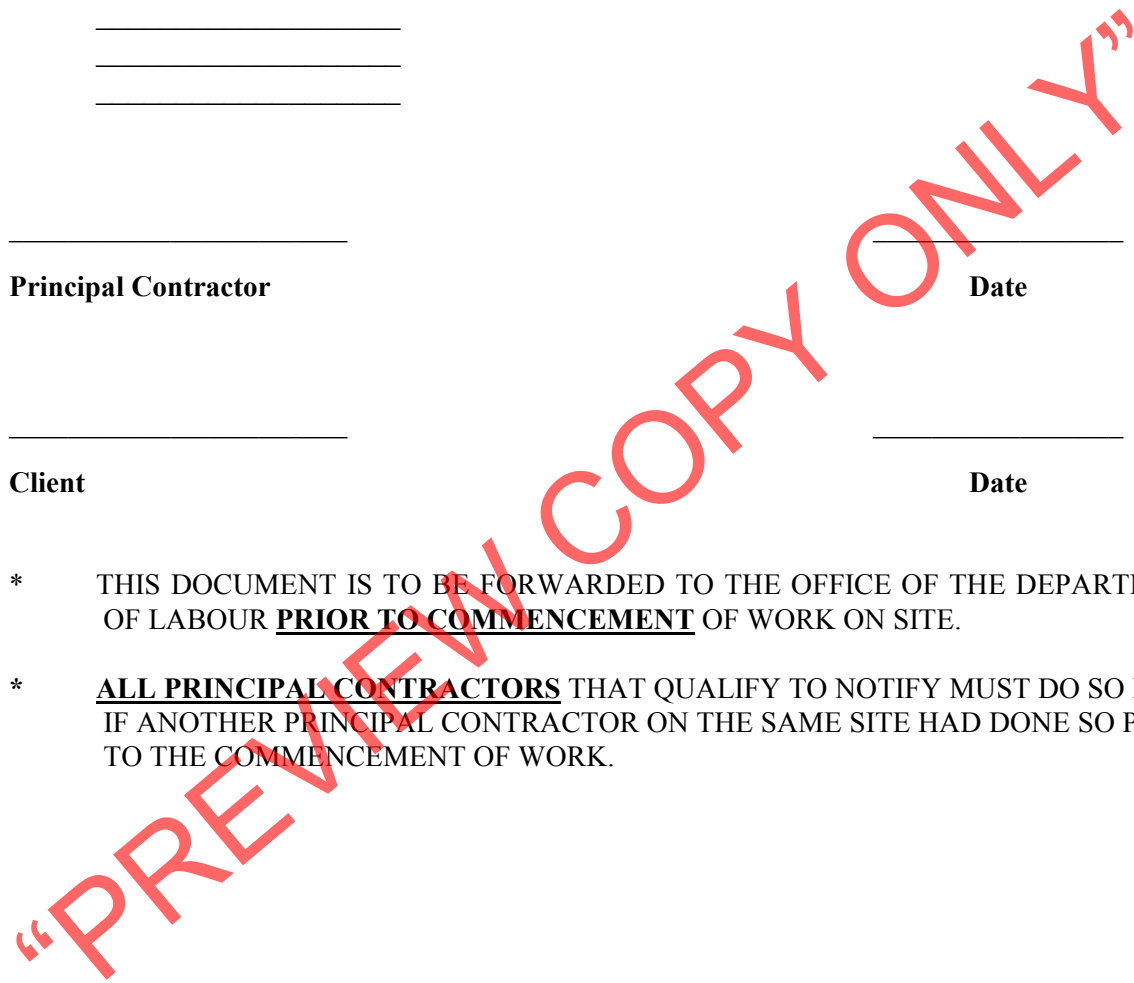 Principal Contractor Date
Client Date
* THIS DOCUMENT IS TO BE FORWARDED TO THE OFFICE OF THE
OF LABOUR PRIOR TO COMMENCEMENT OF WORK ON SITE.
* ALL PRINCIPAL CONTRACTORS THAT QUALIFY TO NOTIFY MUST DO SO
IF ANOTHER PRINCIPAL CONTRACTOR ON THE SAME SITE HAD DONE SO
TO THE COMMENCEMENT OF WORK.
“PREVIEW COPY ONLY”